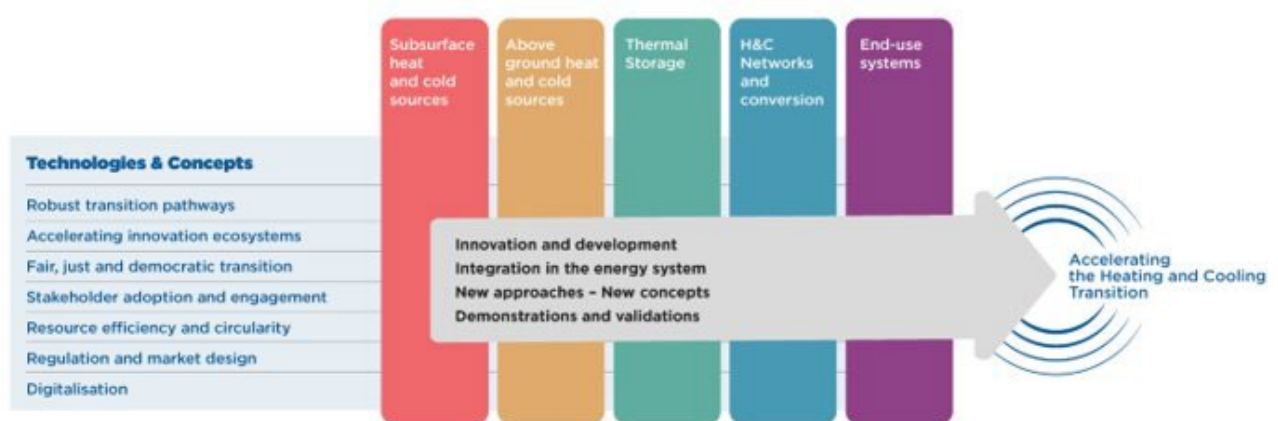 Subsurface
heat
and cold
sources
Above
ground heat
and cold
sources
Thermal
Storage
H&C
Networks
and
conversion
End-use
systems
Technologies & Concepts
Robust transition pathways
Accelerating innovation ecosystems
Fair, just and democratic transition
Stakeholder adoption and engagement
Resource efficiency and circularity
Regulation and market design
Digitalisation
Innovation and development
Integration in the energy system
New approaches – New concepts
Demonstrations and validations
Accelerating
the Heating and Cooling
Transition